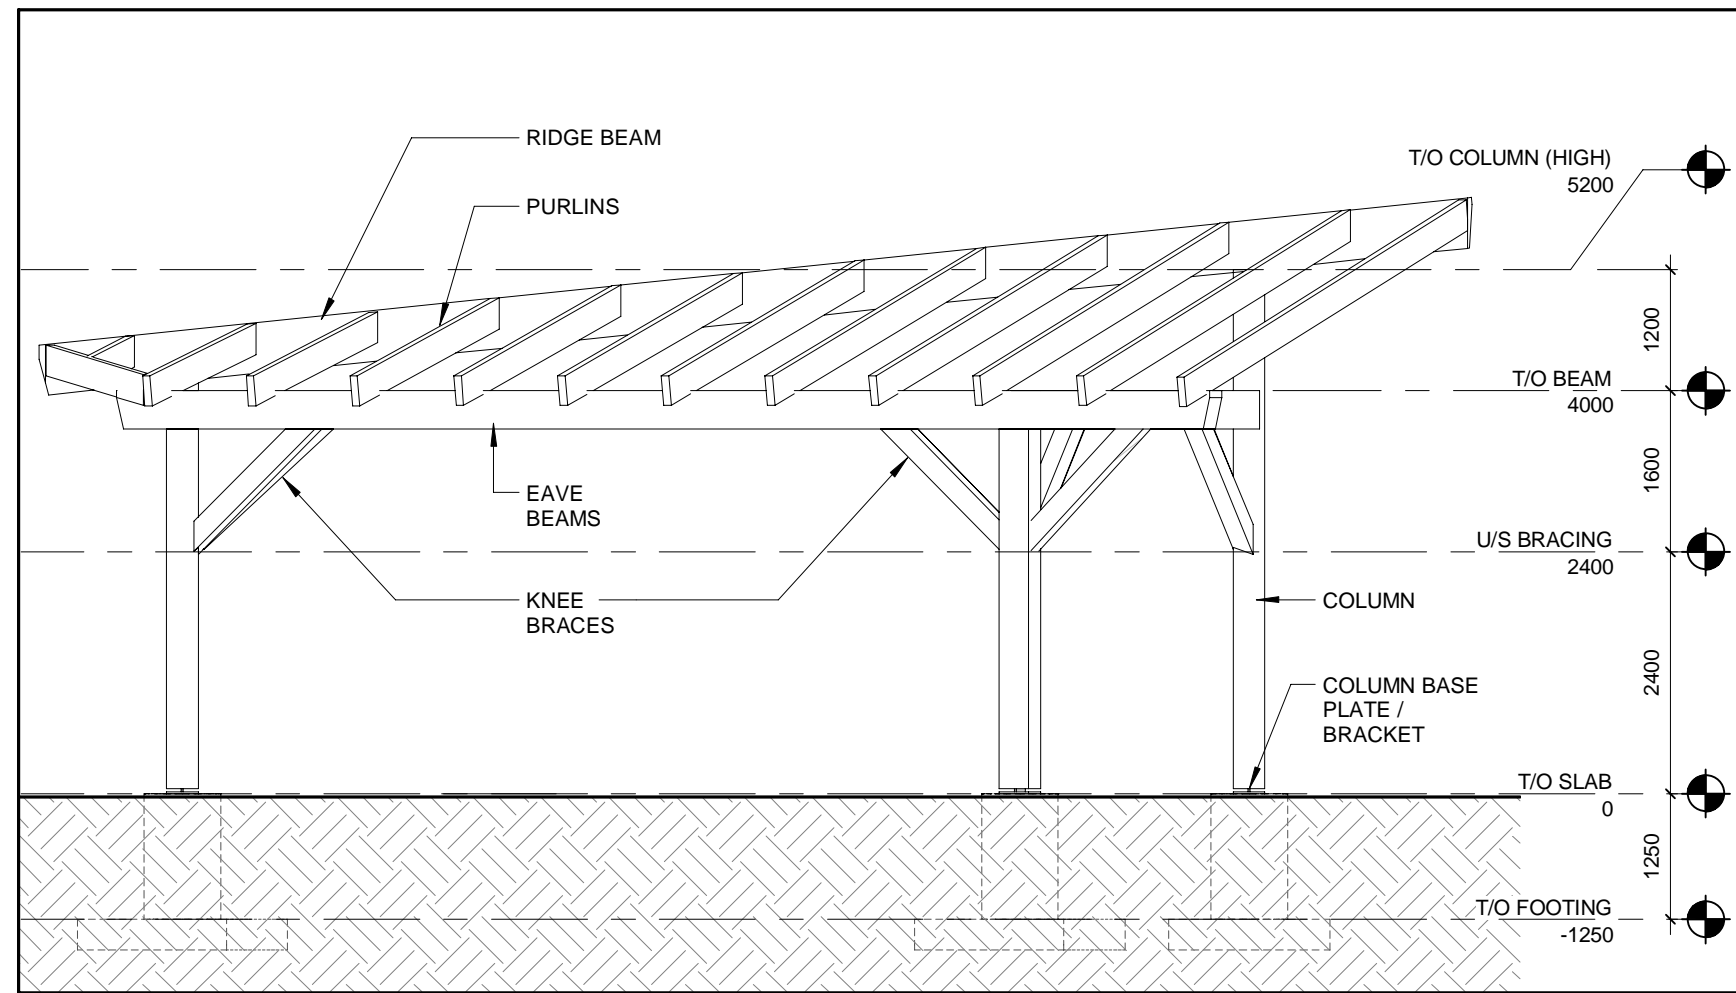 RIDGE BEAM
PURLINS
T/O COLUMN (HIGH)
5200
1200
T/O BEAM
4000
1600
EAVE
BEAMS
U/S BRACING
2400
KNEE
BRACES
COLUMN
2400
COLUMN BASE
PLATE /
BRACKET
T/O SLAB
0
1250
T/O FOOTING
-1250